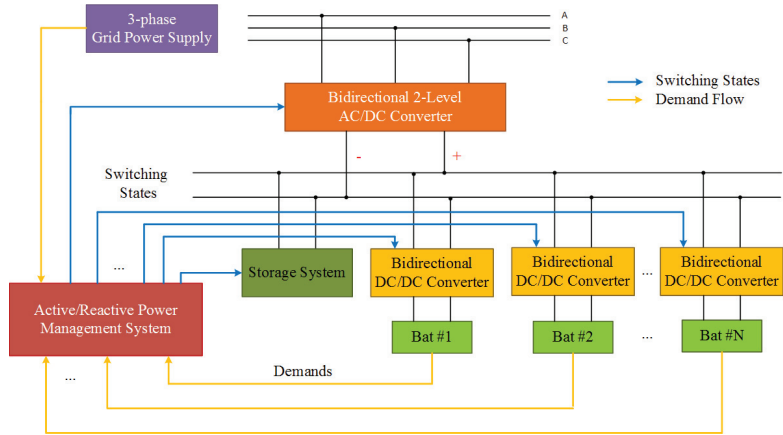 3-phase
Grid Power Supply
A
B
C
Bidirectional 2-Level
AC/DC Converter
Switching States
Demand Flow
-
+
Switching
States
...
Storage System
Bidirectional
DC/DC Converter
Bidirectional
DC/DC Converter
...
Bidirectional
DC/DC Converter
Active/Reactive Power
Management System
Bat #1
Bat #2
...
Bat #N
...
Demands